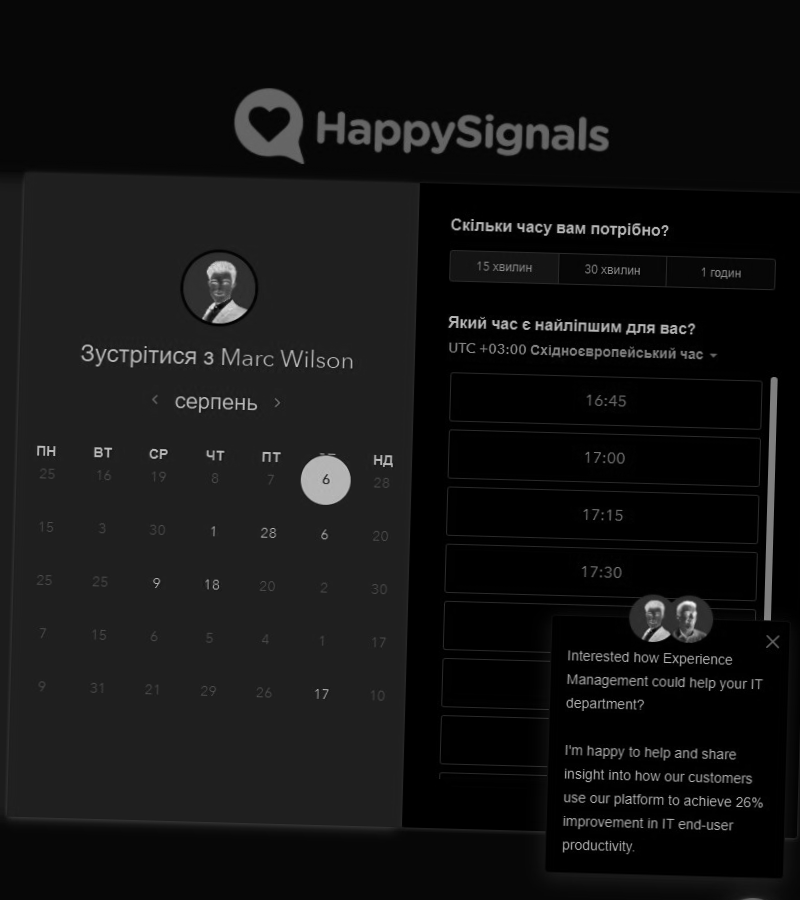 HappySignals
Зустрітися з Marc Wilson
серпень
ПН ВТ СР ЧТ ПТ НД
25 16 19 8 7 6 28
15 3 30 1 28 6 20
25 25 9 18 20 2 30
7 15 6 5 4 1 17
9 31 21 29 26 17 10
Скільки часу вам потрібно?
15 хвилин 30 хвилин 1 годин
Який час є найліпшим для вас?
UTC +03:00 Східноєвропейський час
16:45
17:00
17:15
17:30
Interested how Experience
Management could help your IT
department?
I'm happy to help and share
insight into how our customers
use our platform to achieve 26%
improvement in IT end-user
productivity.